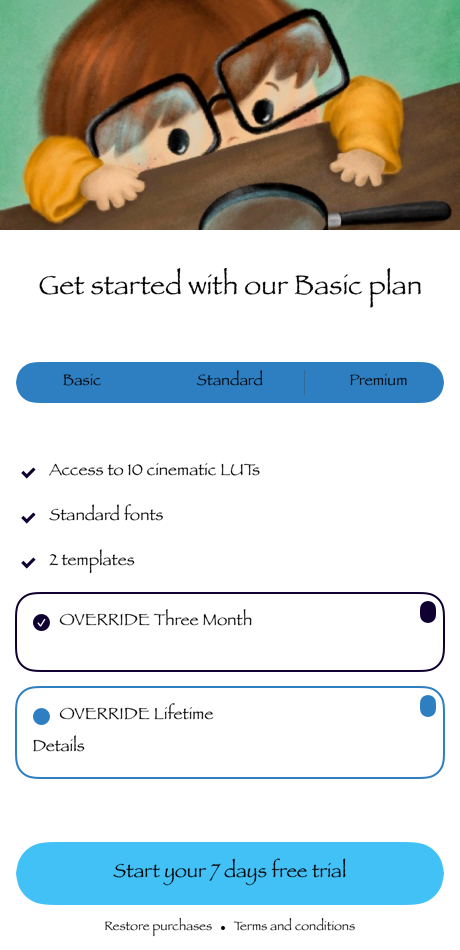 Get started with our Basic plan
Basic Standard Premium
Access to 10 cinematic LUTs
Standard fonts
2 templates
OVERRIDE Three Month
OVERRIDE Lifetime
Details
Start your 7 days free trial
Restore purchases • Terms and conditions